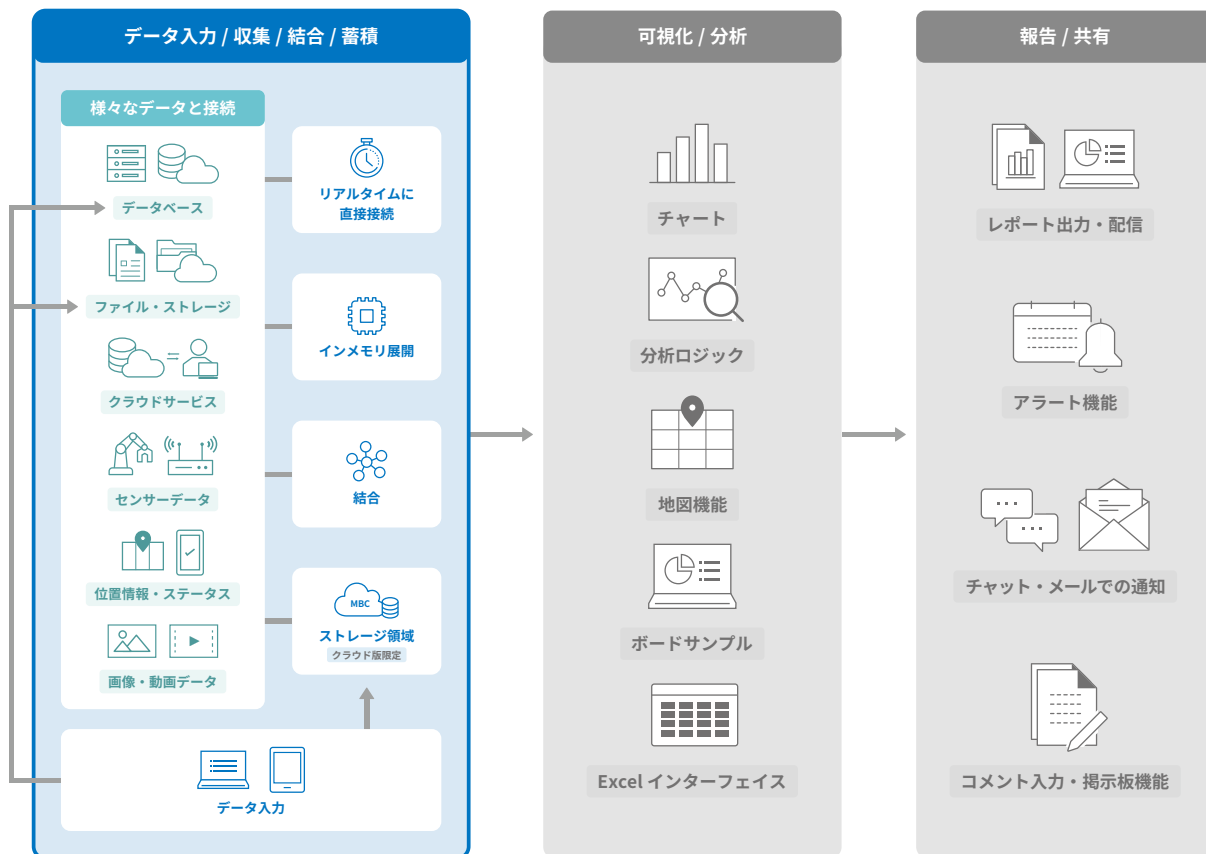 データ入力 / 収集 / 結合 / 蓄積
様々なデータと接続
データベース
ファイル・ストレージ
クラウドサービス
センサーデータ
位置情報・ステータス
画像・動画データ
リアルタイムに
直接接続
インメモリ展開
結合
MBC
ストレージ領域
クラウド版限定
データ入力
可視化 / 分析
チャート
分析ロジック
地図機能
ボードサンプル
Excel インターフェイス
報告 / 共有
レポート出力・配信
アラート機能
チャット・メールでの通知
コメント入力・掲示板機能